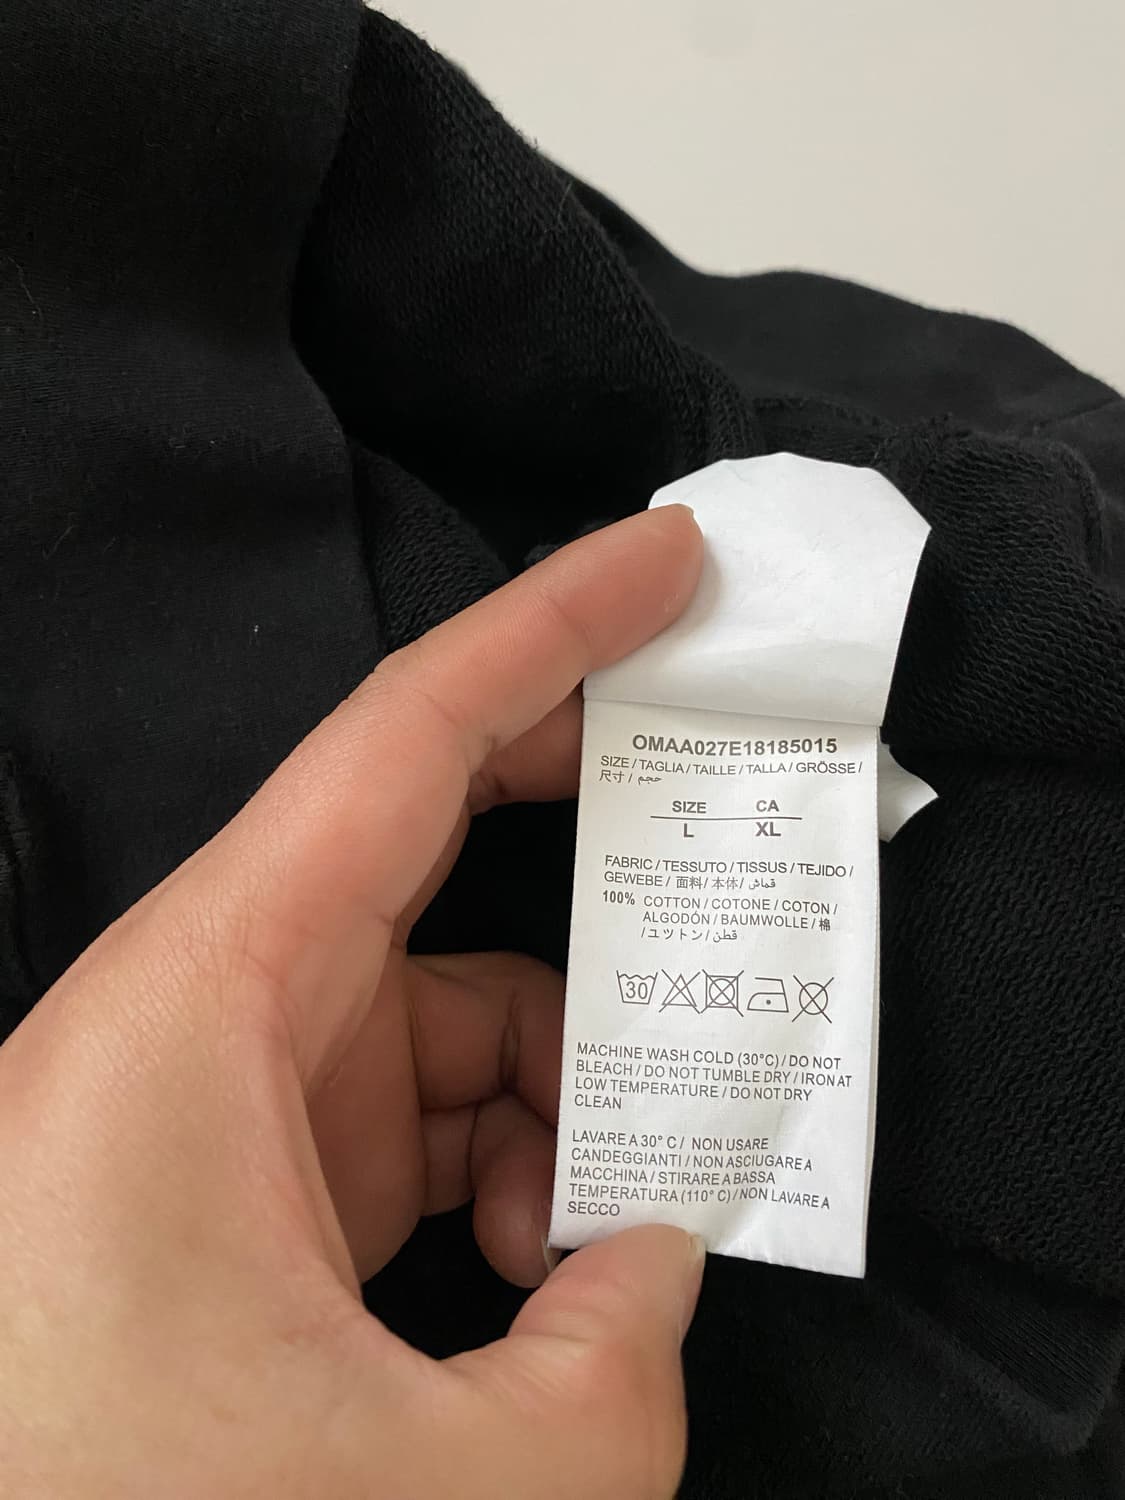 OMAA027E18185015
SIZE / TAGLIA / TAILLE / TALLA / GRÖSSE /
尺寸 / حجم
SIZE CA
L XL
FABRIC / TESSUTO / TISSUS / TEJIDO /
GEWEBE / 面料 / 本体 / قماش
100% COTTON / COTONE / COTON /
ALGODÓN / BAUMWOLLE / 棉
/ ユツトン / قطن
30
MACHINE WASH COLD (30°C) / DO NOT
BLEACH / DO NOT TUMBLE DRY / IRON AT
LOW TEMPERATURE / DO NOT DRY
CLEAN
LAVARE A 30° C / NON USARE
CANDEGGIANTI / NON ASCIUGARE A
MACCHINA / STIRARE A BASSA
TEMPERATURA (110° C) / NON LAVARE A
SECCO